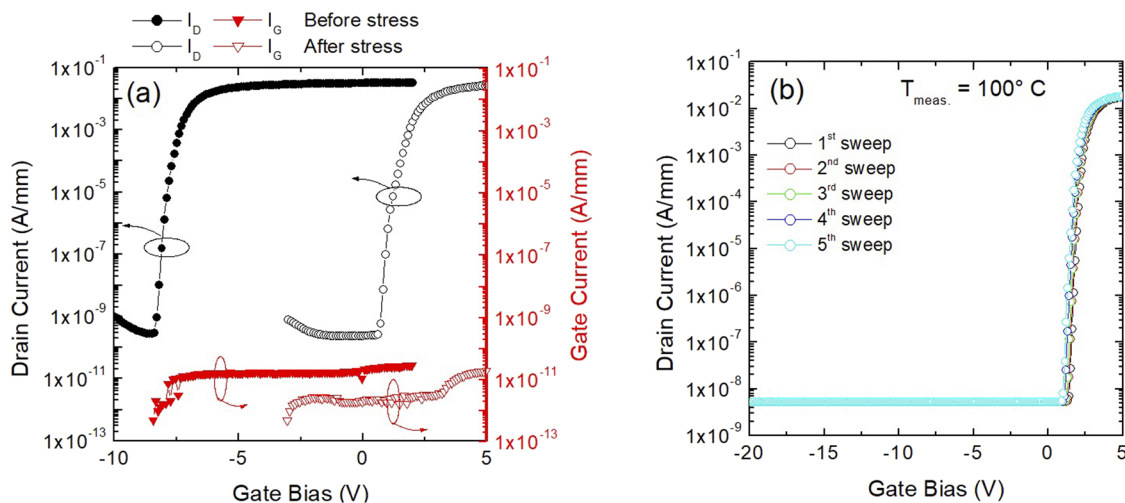 I_D I_G Before stress
I_D I_G After stress
(a)
1x10^-1
1x10^-3
1x10^-5
1x10^-7
1x10^-9
1x10^-11
1x10^-13
Drain Current (A/mm)
-10 -5 0 5
Gate Bias (V)
1x10^-1
1x10^-3
1x10^-5
1x10^-7
1x10^-9
1x10^-11
1x10^-13
Gate Current (A/mm)
(b)
T_meas. = 100° C
1st sweep
2nd sweep
3rd sweep
4th sweep
5th sweep
1x10^-1
1x10^-2
1x10^-3
1x10^-4
1x10^-5
1x10^-6
1x10^-7
1x10^-8
1x10^-9
Drain Current (A/mm)
-20 -15 -10 -5 0 5
Gate Bias (V)